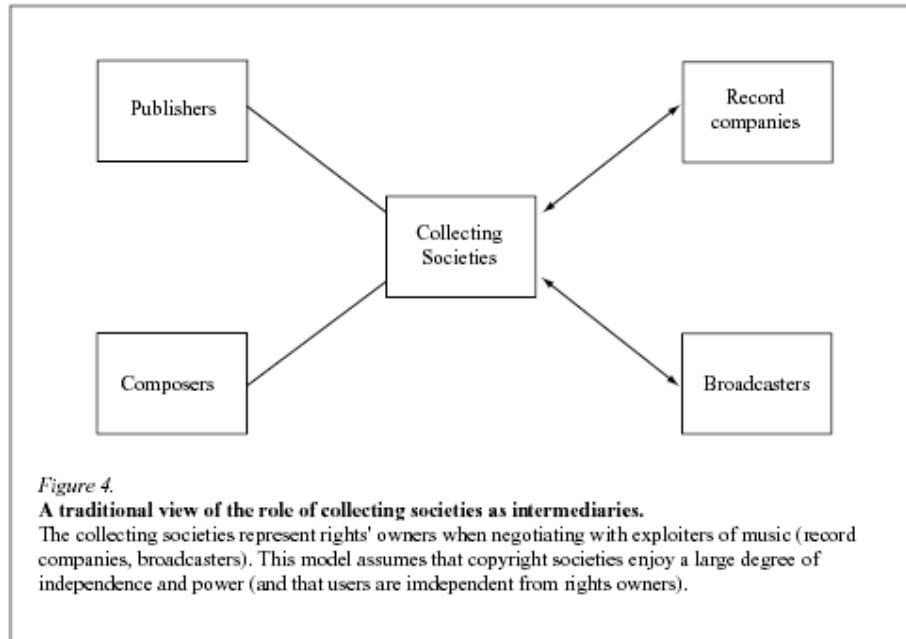 Publishers
Record
companies
Collecting
Societies
Composers
Broadcasters
Figure 4.
A traditional view of the role of collecting societies as intermediaries.
The collecting societies represent rights' owners when negotiating with exploiters of music (record
companies, broadcasters). This model assumes that copyright societies enjoy a large degree of
independence and power (and that users are imdependent from rights owners).